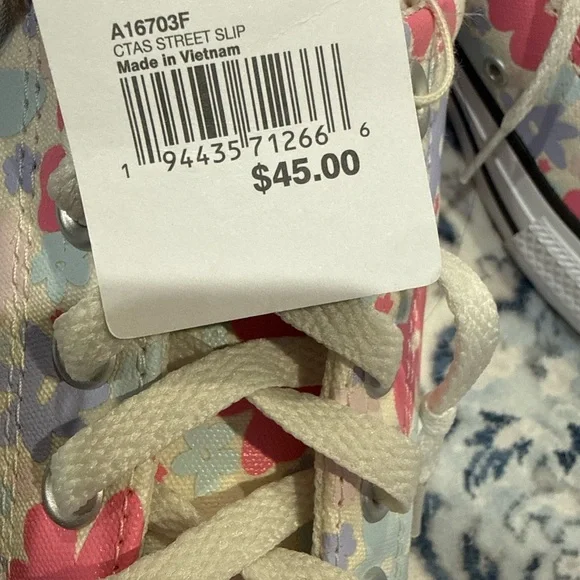 A16703F
CTAS STREET SLIP
Made in Vietnam
1 94435 71266 6
$45.00